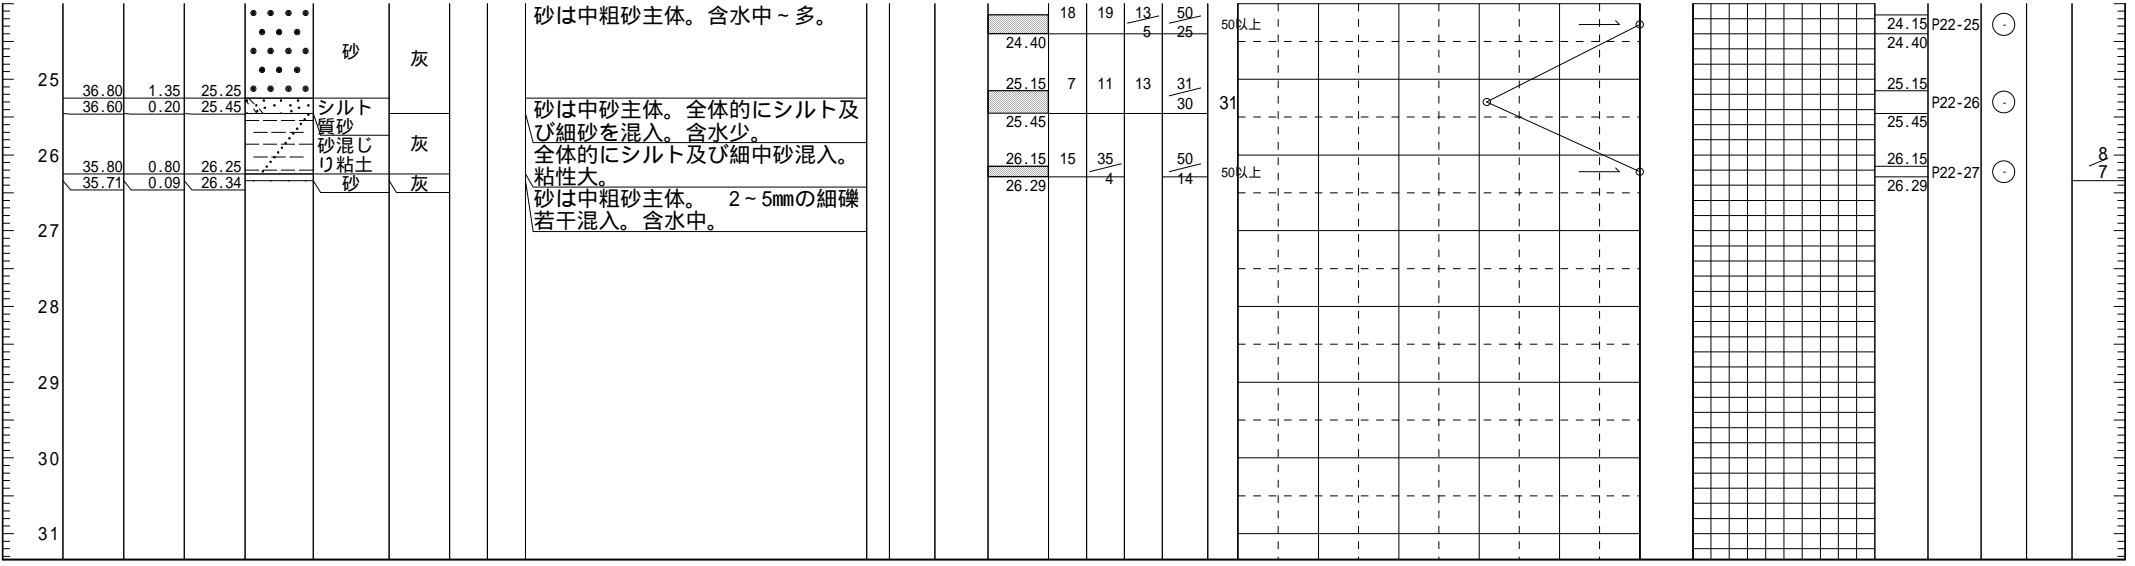 砂は中粗砂主体。含水中~多。
18 19 13/5 50/25
50以上
24.40
24.15 P22-25 -
24.40
砂 灰
25
36.80 1.35 25.25
36.60 0.20 25.45
シルト
質砂
砂は中砂主体。全体的にシルト及
び細砂を混入。含水少。
25.15 7 11 13 31/30
31
25.45
25.15
P22-26 -
25.45
砂混じ
り粘土
灰
全体的にシルト及び細中砂混入。
粘性大。
26
35.80 0.80 26.25
35.71 0.09 26.34
砂 灰
26.15 15 35/4 50/14
50以上
26.29
26.15
P22-27 -
26.29
8/7
砂は中粗砂主体。 2~5mmの細礫
若干混入。含水中。
27
28
29
30
31